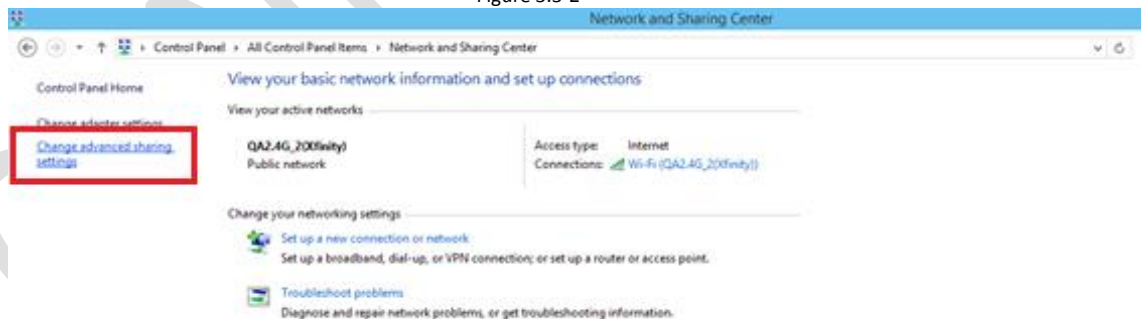 Network and Sharing Center
Control Panel › All Control Panel Items › Network and Sharing Center
Control Panel Home
Change adapter settings
Change advanced sharing
settings
View your basic network information and set up connections
View your active networks
QA2.4G_2(Xfinity)
Public network
Access type: Internet
Connections: Wi-Fi (QA2.4G_2(Xfinity))
Change your networking settings
Set up a new connection or network
Set up a broadband, dial-up, or VPN connection; or set up a router or access point.
Troubleshoot problems
Diagnose and repair network problems, or get troubleshooting information.